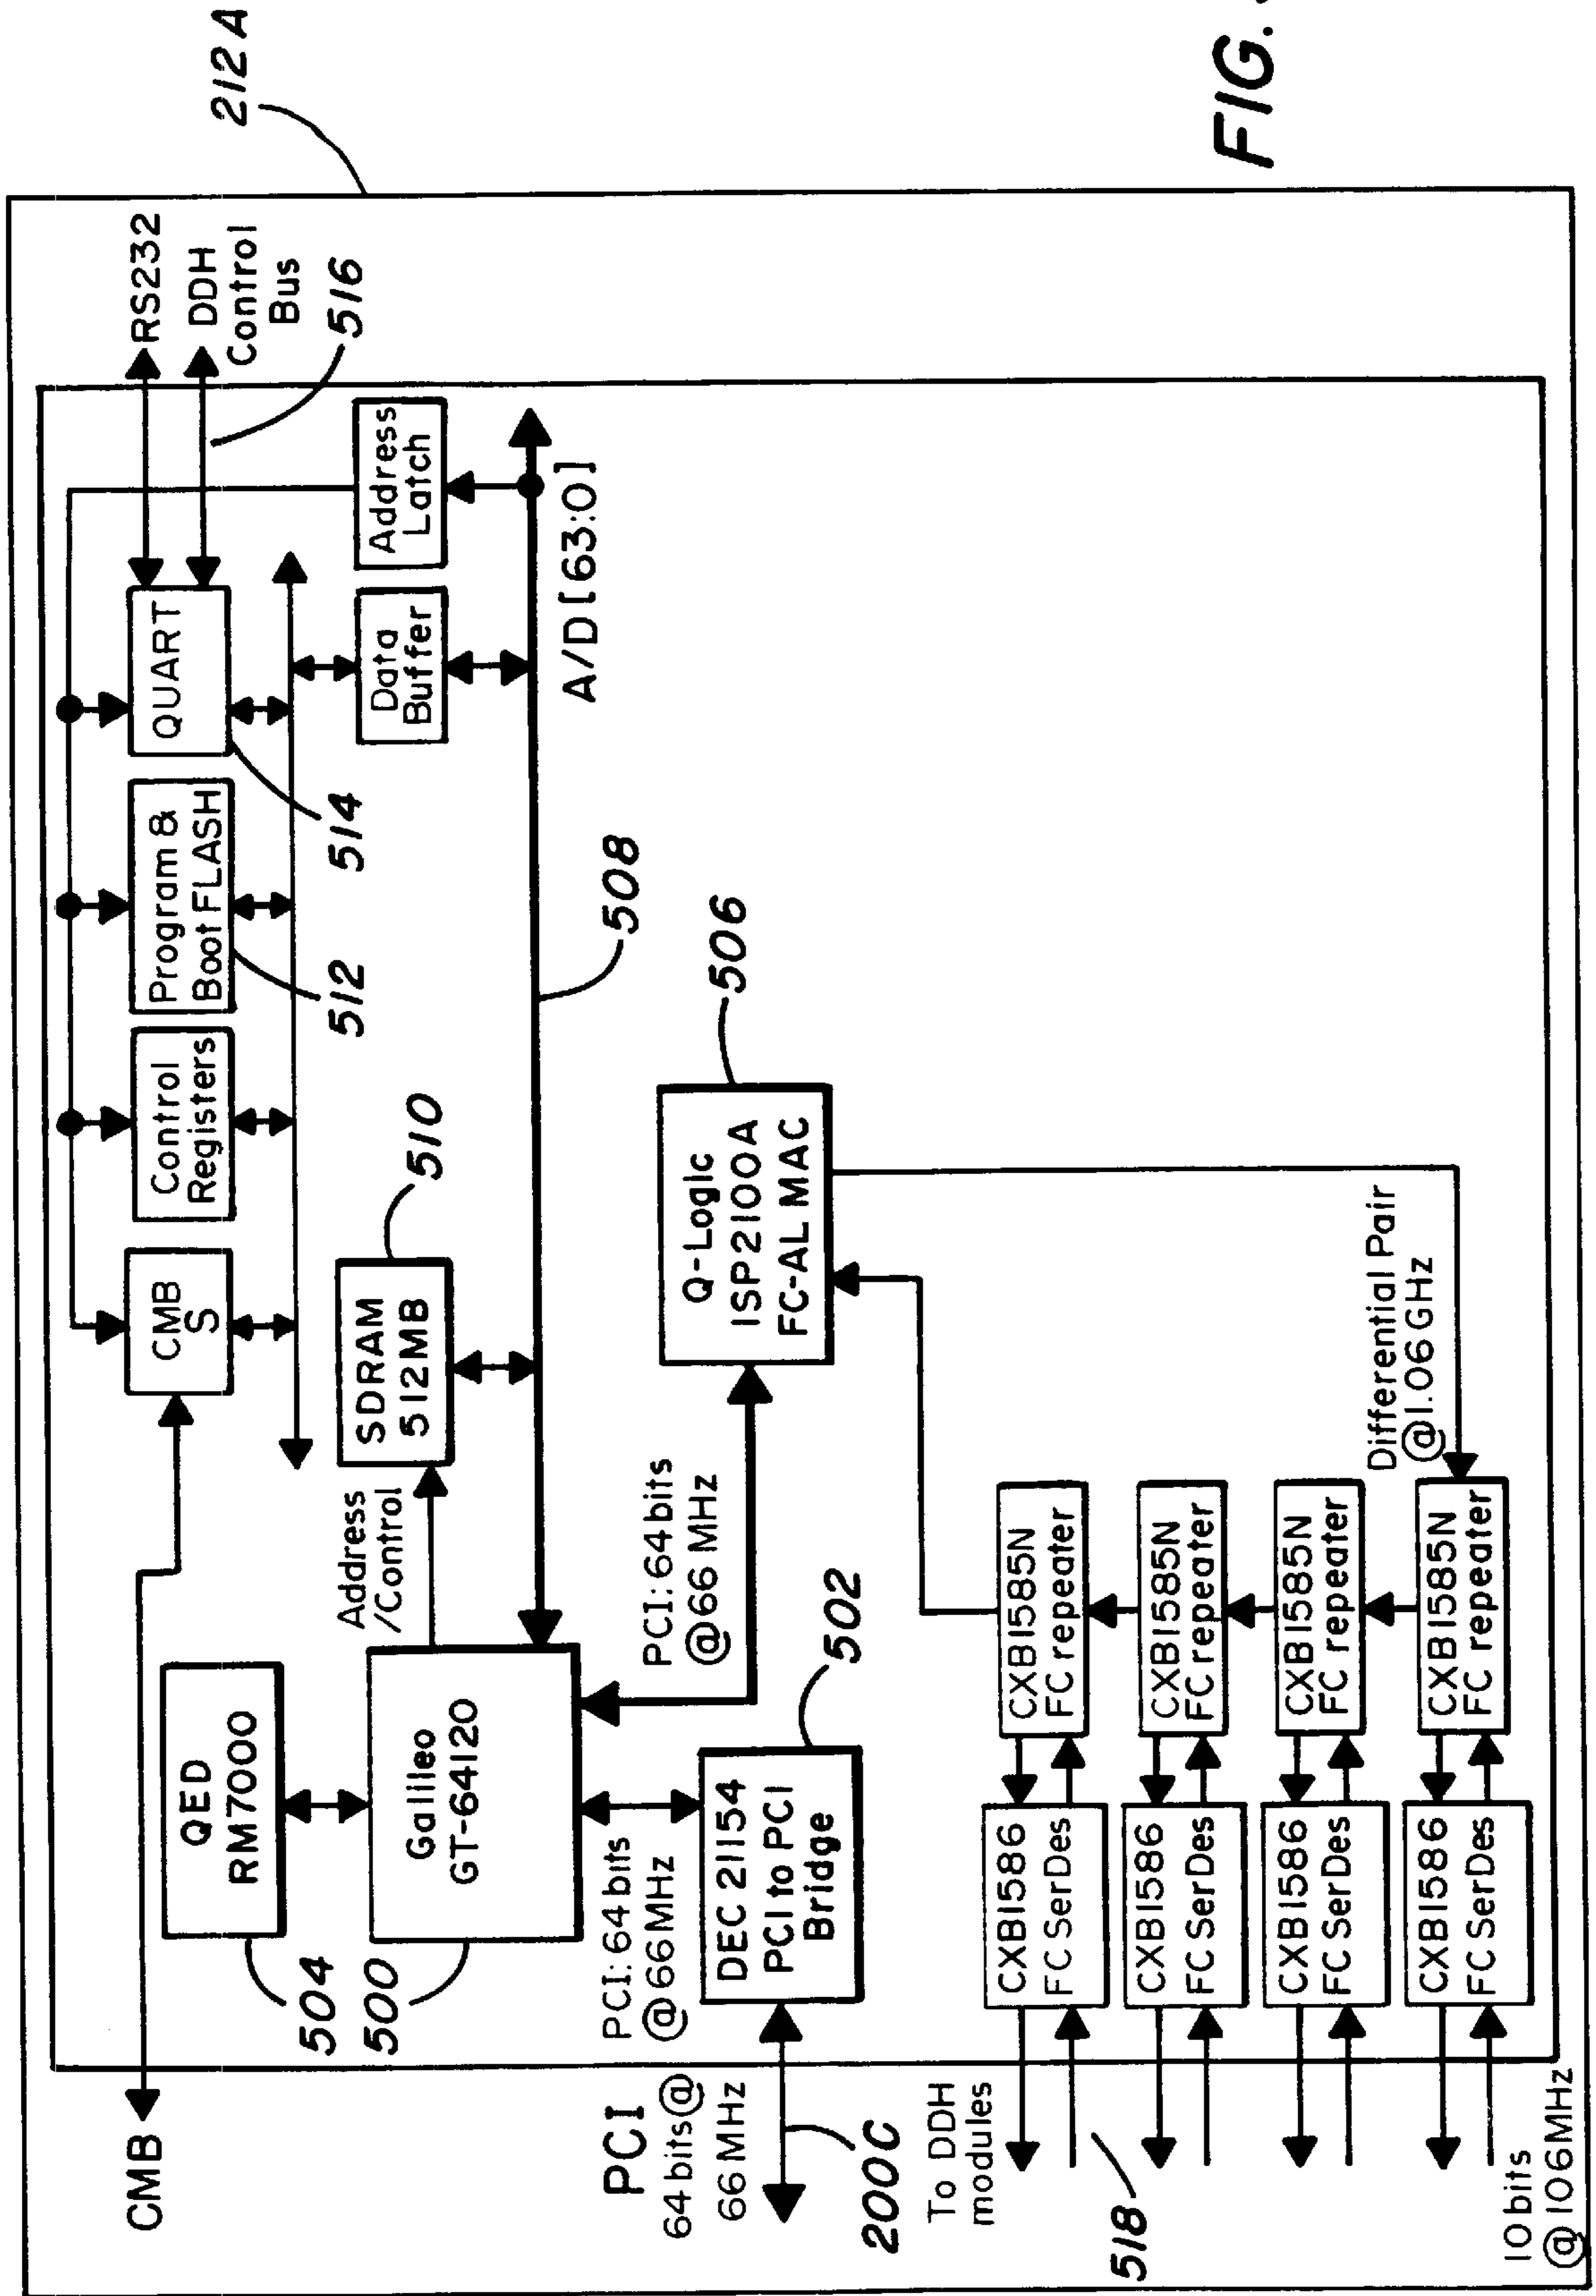 212A
CMB
RS232
DDH
Control
Bus
516
CMB
S
Control
Registers
Program &
Boot FLASH
QUART
512
514
Data
Buffer
Address
Latch
A/D[63:0]
QED
RM7000
504
Galileo
GT-64120
500
Address
/Control
SDRAM
512MB
510
508
PCI: 64 bits
@66MHz
PCI: 64 bits
@66 MHz
502
DEC 21154
PCI to PCI
Bridge
PCI
64 bits@
66 MHz
200C
Q-Logic
ISP2100A
FC-AL MAC
506
To DDH
modules
518
CXB1586
FC SerDes
CXB1585N
FC repeater
CXB1586
FC SerDes
CXB1585N
FC repeater
CXB1586
FC SerDes
CXB1585N
FC repeater
CXB1586
FC SerDes
CXB1585N
FC repeater
Differential Pair
@1.06GHz
10 bits
@ 106MHz
FIG.